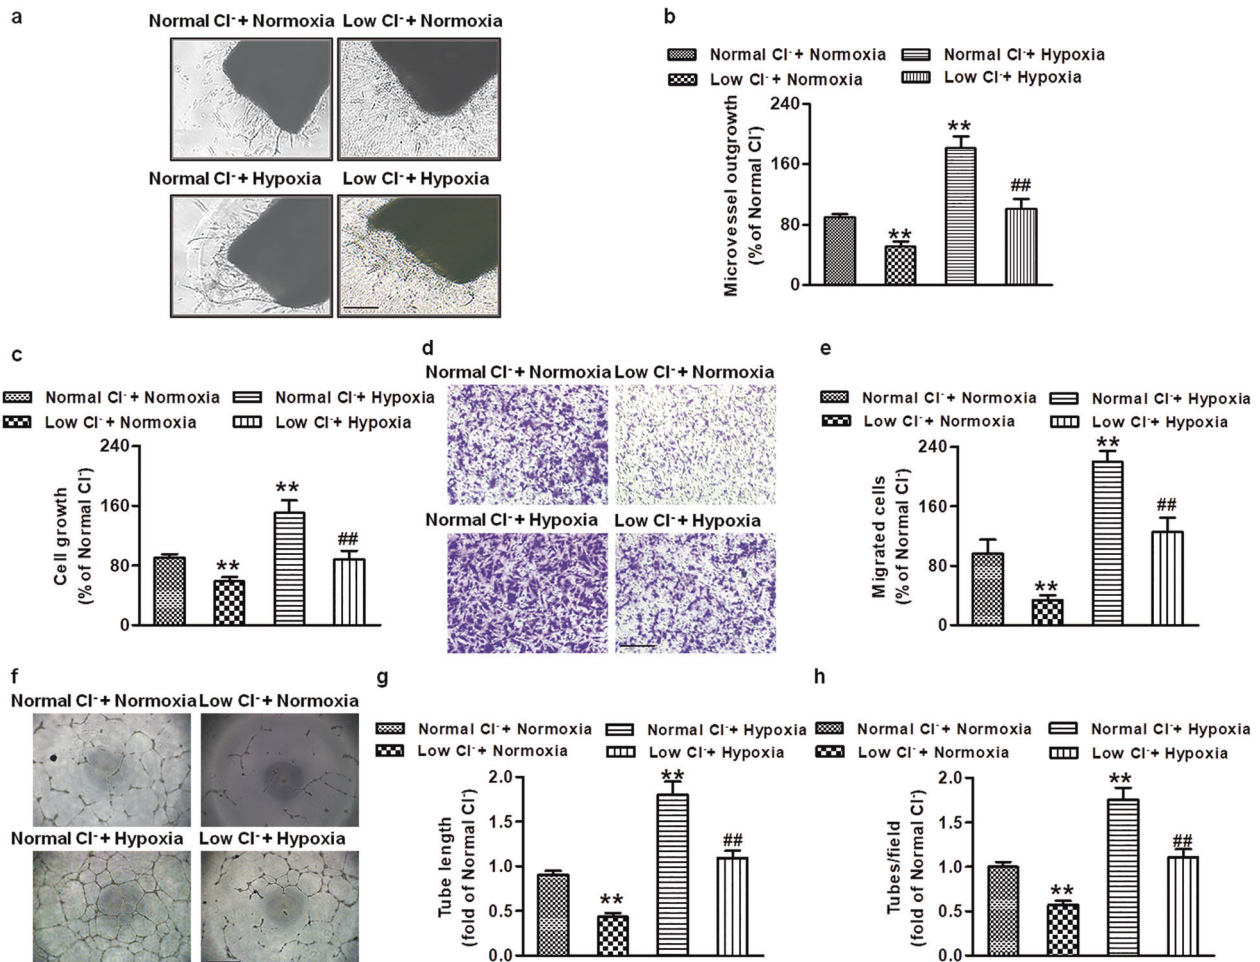 a
Normal Cl⁻+ Normoxia Low Cl⁻+ Normoxia
Normal Cl⁻+ Hypoxia Low Cl⁻+ Hypoxia
b
Normal Cl⁻+ Normoxia Normal Cl⁻+ Hypoxia
Low Cl⁻+ Normoxia Low Cl⁻+ Hypoxia
Microvessel outgrowth
(% of Normal Cl⁻)
240
160
80
0
**
**
##
c
Normal Cl⁻+ Normoxia Normal Cl⁻+ Hypoxia
Low Cl⁻+ Normoxia Low Cl⁻+ Hypoxia
Cell growth
(% of Normal Cl⁻)
240
160
80
0
**
**
##
d
Normal Cl⁻+ Normoxia Low Cl⁻+ Normoxia
Normal Cl⁻+ Hypoxia Low Cl⁻+ Hypoxia
e
Normal Cl⁻+ Normoxia Normal Cl⁻+ Hypoxia
Low Cl⁻+ Normoxia Low Cl⁻+ Hypoxia
Migrated cells
(% of Normal Cl⁻)
240
160
80
0
**
**
##
f
Normal Cl⁻+ Normoxia Low Cl⁻+ Normoxia
Normal Cl⁻+ Hypoxia Low Cl⁻+ Hypoxia
g
Normal Cl⁻+ Normoxia Normal Cl⁻+ Hypoxia
Low Cl⁻+ Normoxia Low Cl⁻+ Hypoxia
Tube length
(fold of Normal Cl⁻)
2.0
1.5
1.0
0.5
0.0
**
**
##
h
Normal Cl⁻+ Normoxia Normal Cl⁻+ Hypoxia
Low Cl⁻+ Normoxia Low Cl⁻+ Hypoxia
Tubes/field
(fold of Normal Cl⁻)
2.0
1.5
1.0
0.5
0.0
**
**
##